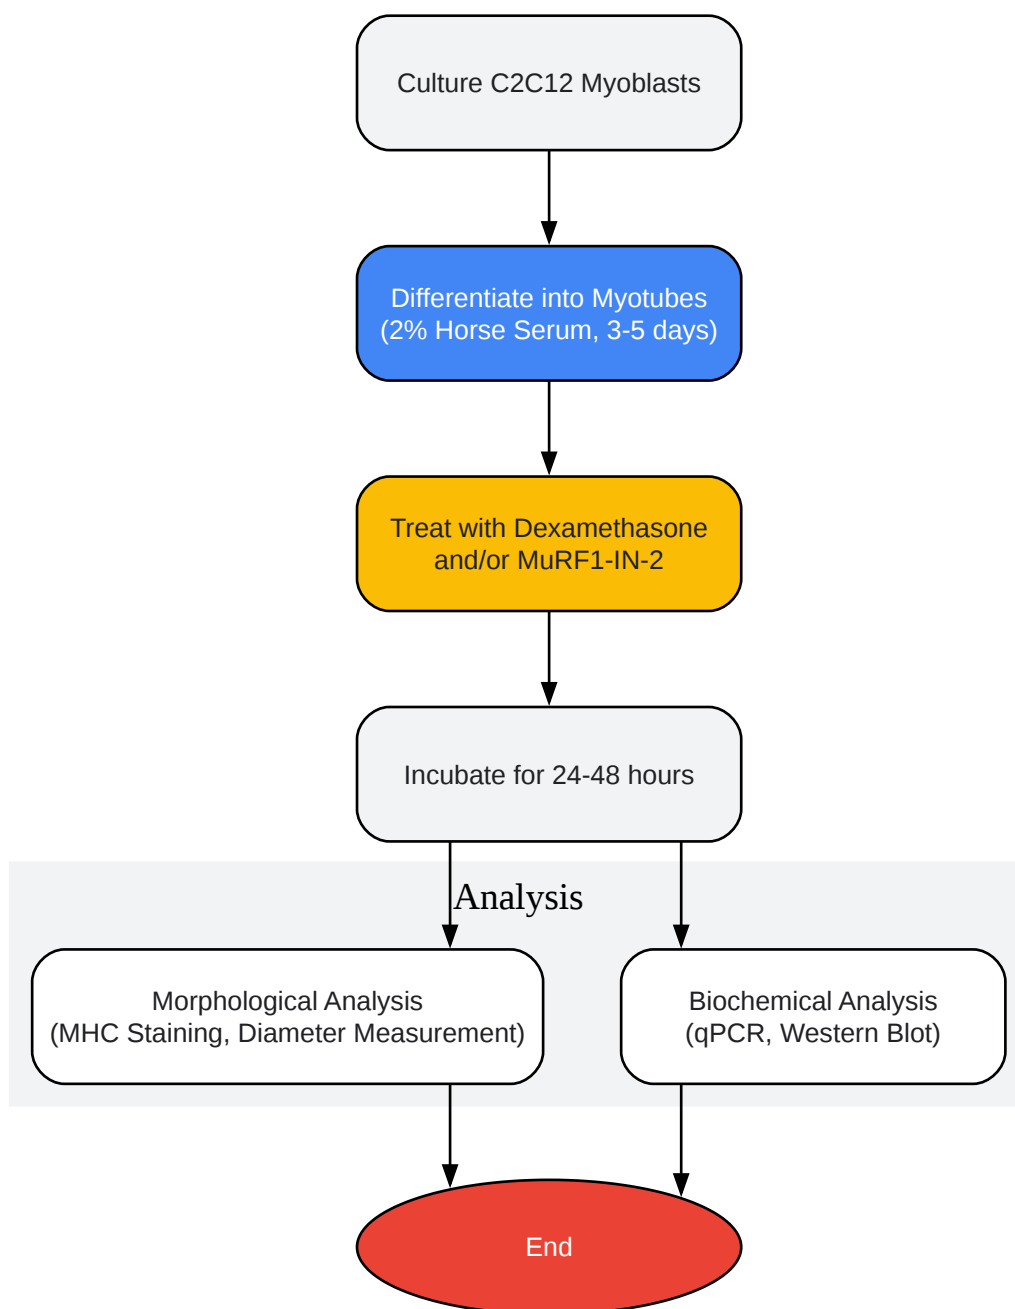 Culture C2C12 Myoblasts
Differentiate into Myotubes
(2% Horse Serum, 3-5 days)
Treat with Dexamethasone
and/or MuRF1-IN-2
Incubate for 24-48 hours
Analysis
Morphological Analysis
(MHC Staining, Diameter Measurement)
Biochemical Analysis
(qPCR, Western Blot)
End